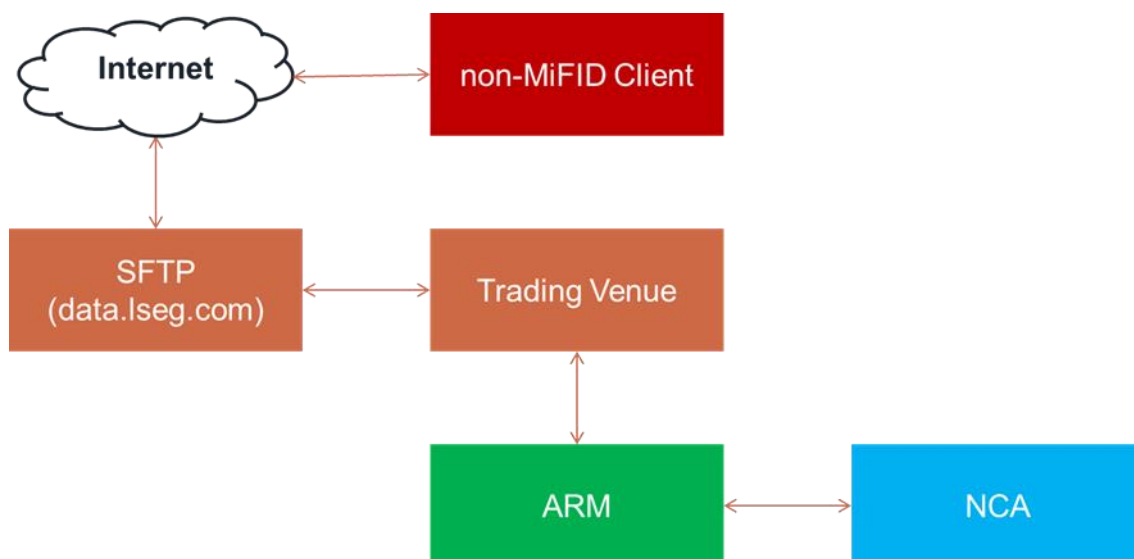 Internet
non-MiFID Client
SFTP
(data.lseg.com)
Trading Venue
ARM
NCA